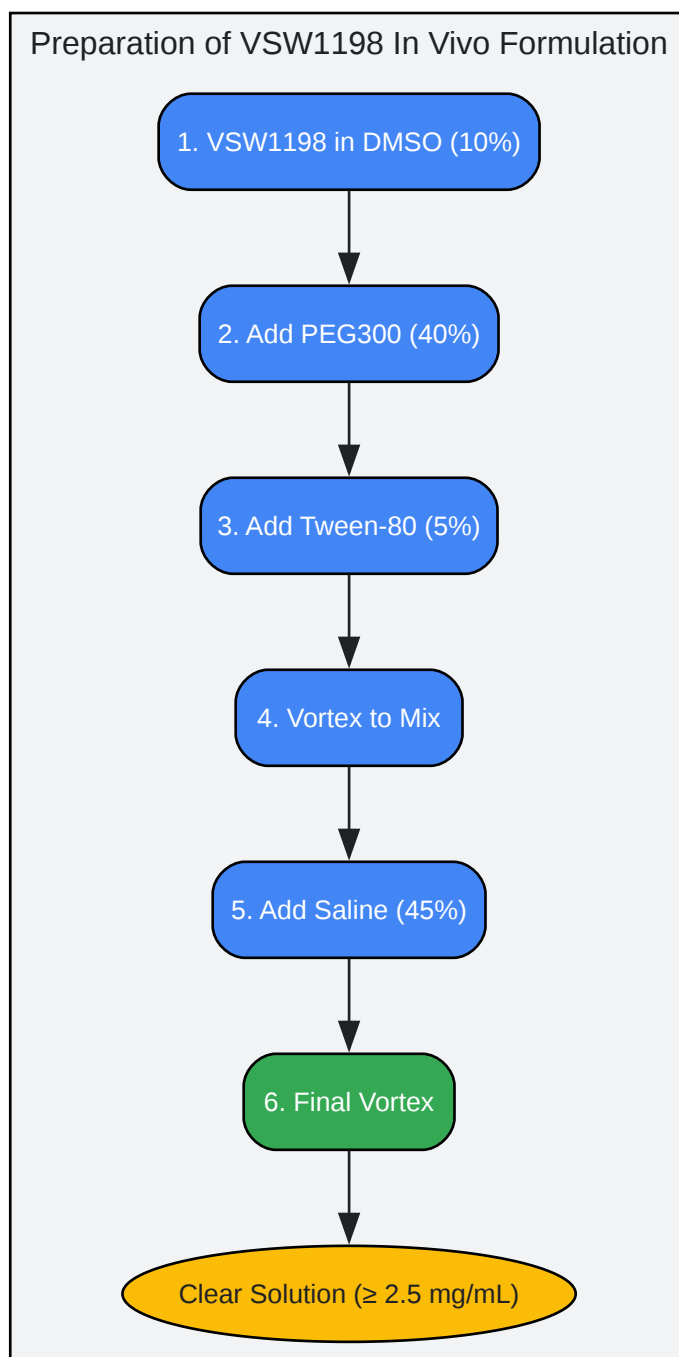 Preparation of VSW1198 In Vivo Formulation
1. VSW1198 in DMSO (10%)
2. Add PEG300 (40%)
3. Add Tween-80 (5%)
4. Vortex to Mix
5. Add Saline (45%)
6. Final Vortex
Clear Solution (≥ 2.5 mg/mL)